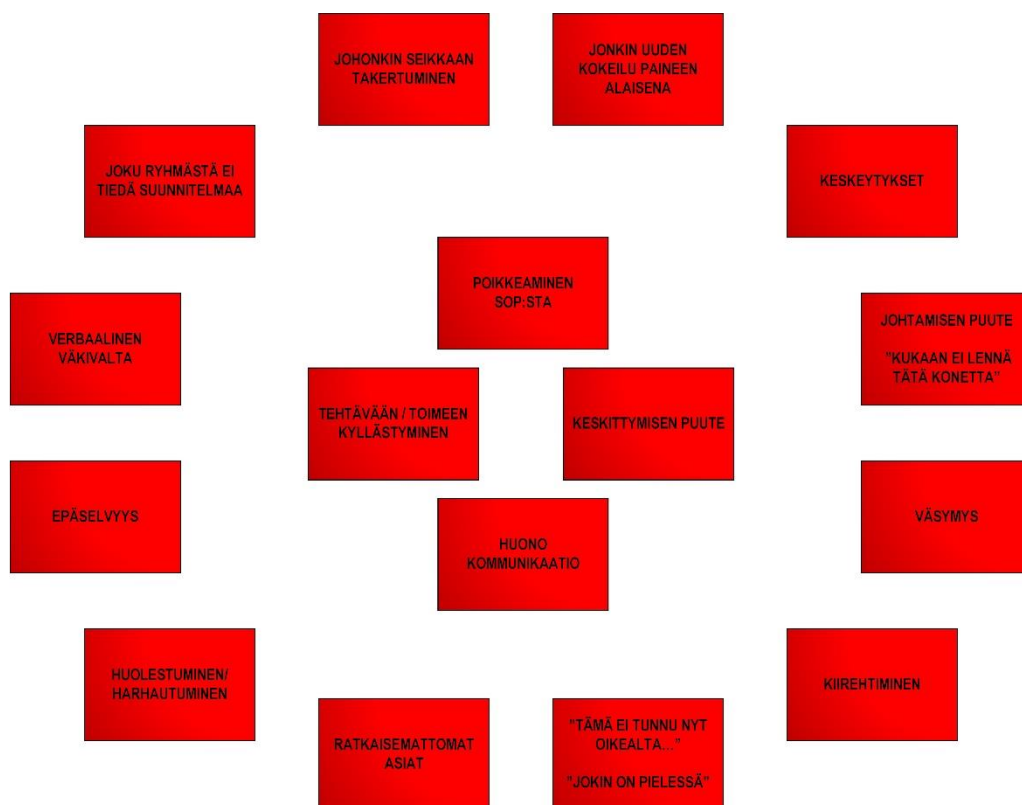 JOHONKIN SEIKKAAN
TAKERTUMINEN
JONKIN UUDEN
KOKEILU PAINEEN
ALAISENA
JOKU RYHMÄSTÄ EI
TIEDÄ SUUNNITELMAA
KESKEYTYKSET
POIKKEAMINEN
SOP:STA
VERBAALINEN
VÄKIVALTA
JOHTAMISEN PUUTE
"KUKAAN EI LENNÄ
TÄTÄ KONETTA"
TEHTÄVÄÄN / TOIMEEN
KYLLÄSTYMINEN
KESKITTYMISEN PUUTE
EPÄSELVYYS
VÄSYMYS
HUONO
KOMMUNIKAATIO
HUOLESTUMINEN/
HARHAUTUMINEN
KIIREHTIMINEN
RATKAISEMATTOMAT
ASIAT
"TÄMÄ EI TUNNU NYT
OIKEALTA..."
"JOKIN ON PIELESSÄ"